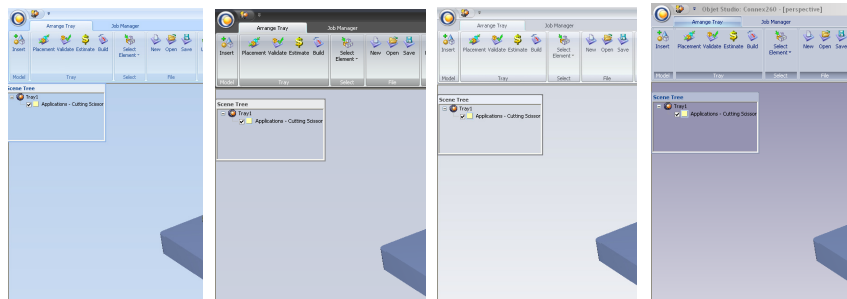 Arrange Tray Job Manager
Insert Placement Validate Estimate Build Select Element New Open Save
Model Tray Select File
Scene Tree
Tray1
Applications - Cutting Scissor
Arrange Tray Job Manager
Insert Placement Validate Estimate Build Select Element New Open Save
Model Tray Select File
Scene Tree
Tray1
Applications - Cutting Scissor
Arrange Tray Job Manager
Insert Placement Validate Estimate Build Select Element New Open Save
Model Tray Select File
Scene Tree
Tray1
Applications - Cutting Scissor
Objet Studio: Connex260 - [perspective]
Arrange Tray Job Manager
Insert Placement Validate Estimate Build Select Element New Open Save
Model Tray Select File
Scene Tree
Tray1
Applications - Cutting Scissor